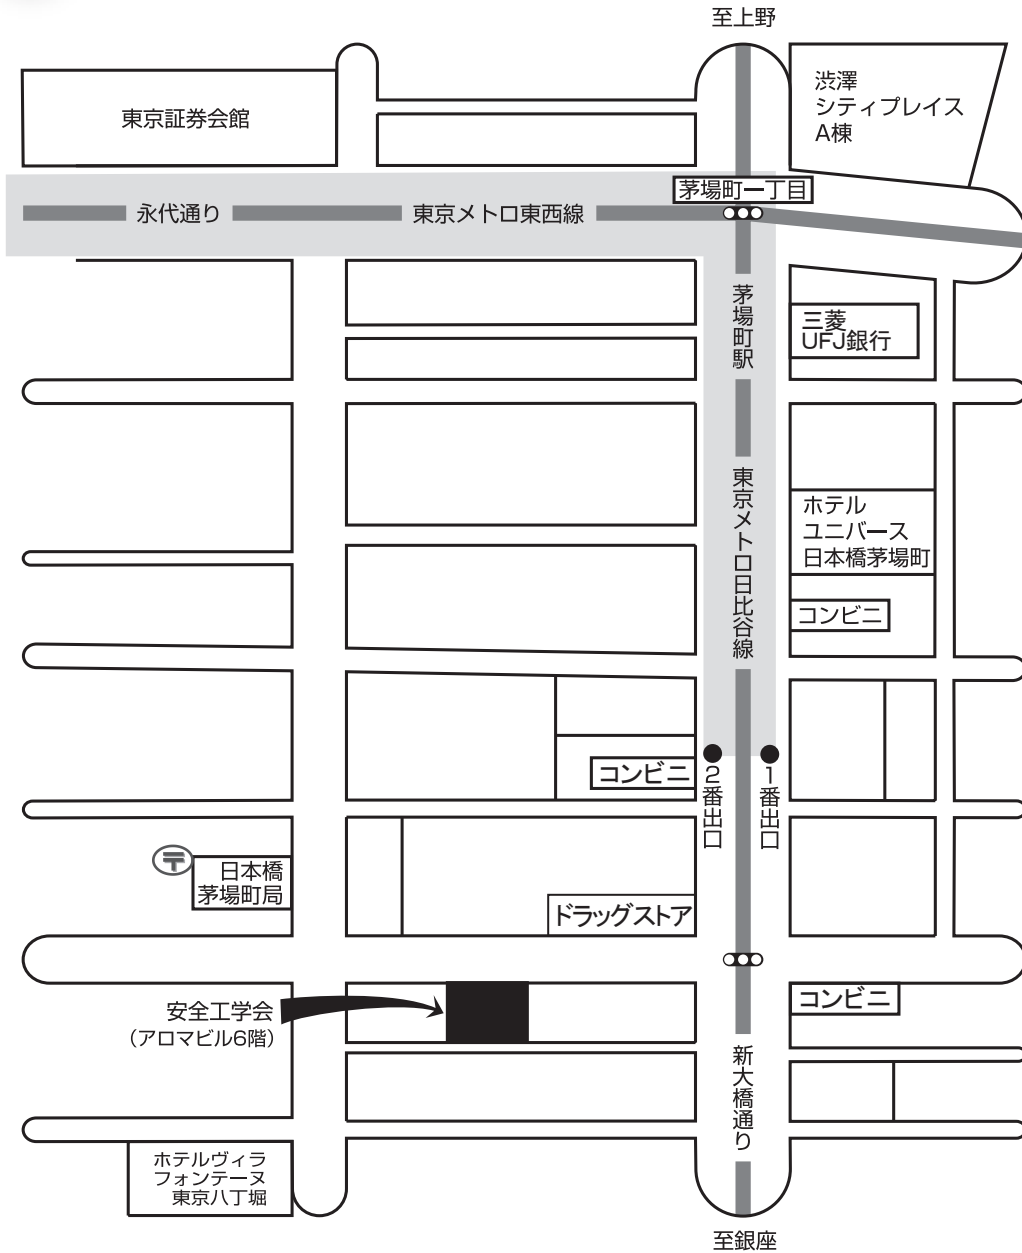 至上野
東京証券会館
渋澤
シティプレイス
A棟
茅場町一丁目
永代通り
東京メトロ東西線
茅場町駅
三菱
UFJ銀行
東京メトロ日比谷線
ホテル
ユニバース
日本橋茅場町
コンビニ
コンビニ
2番出口
1番出口
〒
日本橋
茅場町局
ドラッグストア
安全工学会
（アロマビル6階）
コンビニ
新大橋通り
ホテルヴィラ
フォンテーヌ
東京八丁堀
至銀座